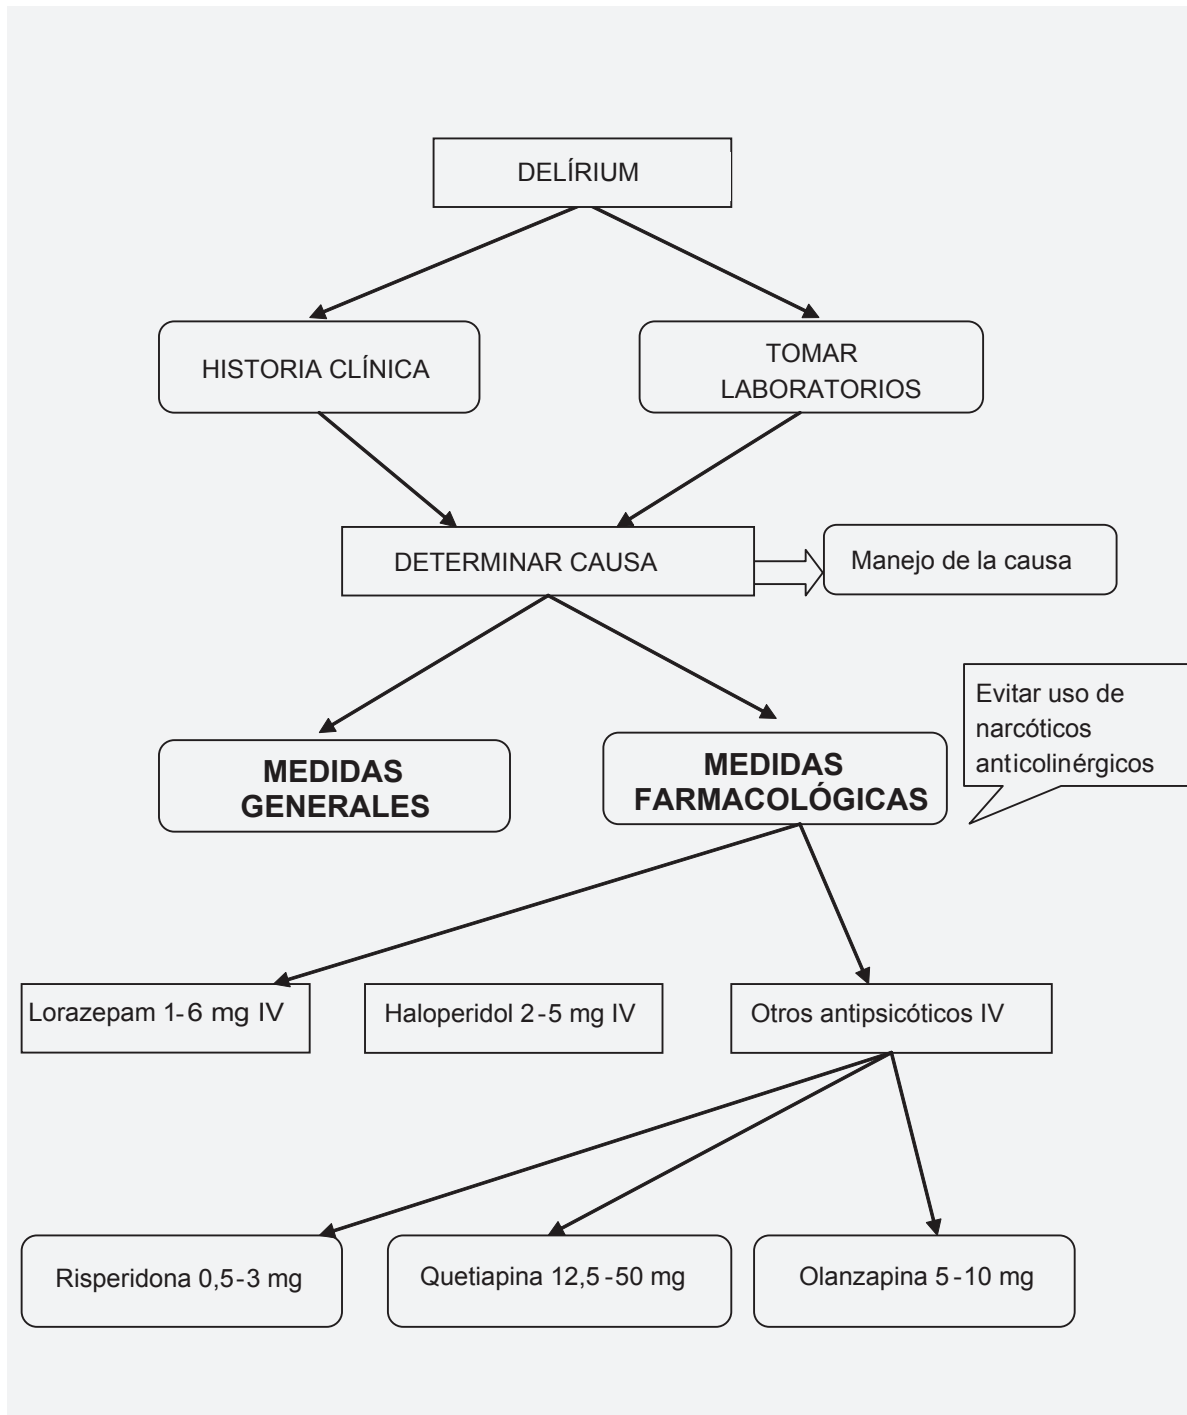 DELÍRIUM
HISTORIA CLÍNICA
TOMAR
LABORATORIOS
DETERMINAR CAUSA
Manejo de la causa
Evitar uso de
narcóticos
anticolinérgicos
MEDIDAS
GENERALES
MEDIDAS
FARMACOLÓGICAS
Lorazepam 1-6 mg IV
Haloperidol 2-5 mg IV
Otros antipsicóticos IV
Risperidona 0,5-3 mg
Quetiapina 12,5-50 mg
Olanzapina 5-10 mg